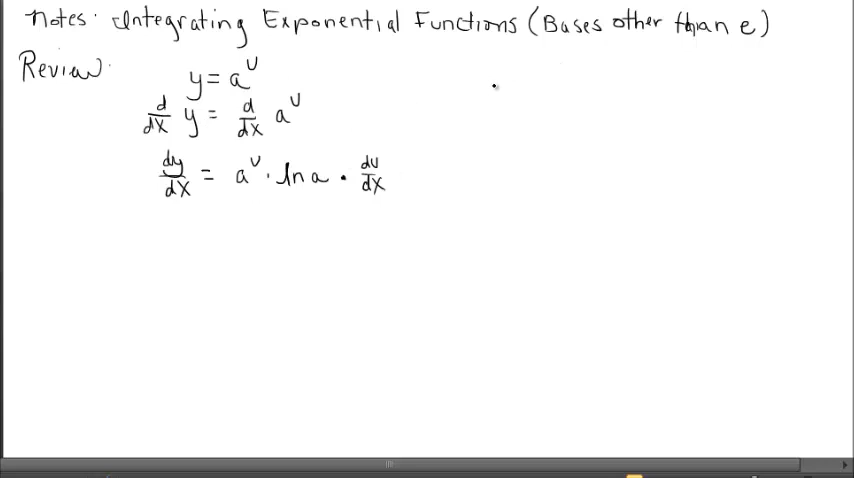 Notes: Integrating Exponential Functions (Bases other than e)
Review:
y = a^u
d/dx y = d/dx a^u
dy/dx = a^u · ln a · du/dx